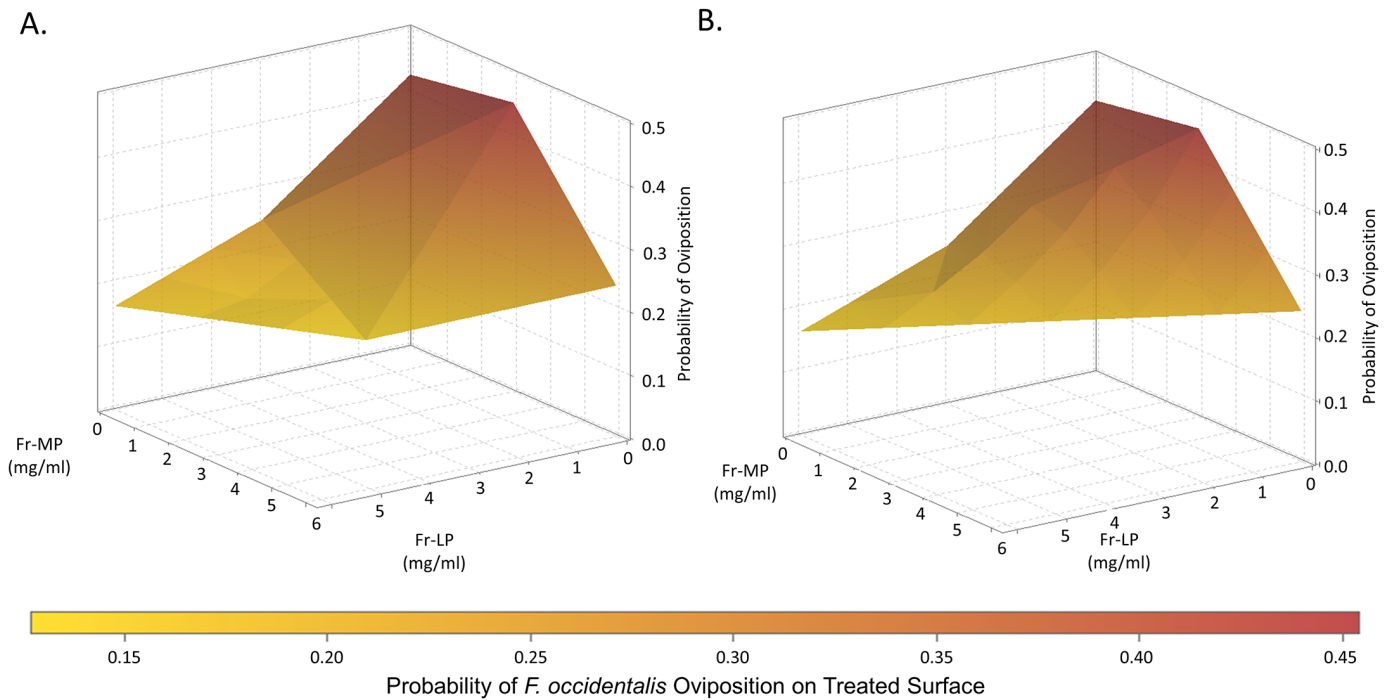 A.
0.5
0.4
0.3
0.2
0.1
0.0
Probability of Oviposition
0
1
2
3
4
5
6
Fr-MP
(mg/ml)
5
4
3
2
1
0
Fr-LP
(mg/ml)
B.
0.5
0.4
0.3
0.2
0.1
0.0
Probability of Oviposition
0
1
2
3
4
5
6
Fr-MP
(mg/ml)
5
4
3
2
1
0
Fr-LP
(mg/ml)
0.15 0.20 0.25 0.30 0.35 0.40 0.45
Probability of F. occidentalis Oviposition on Treated Surface